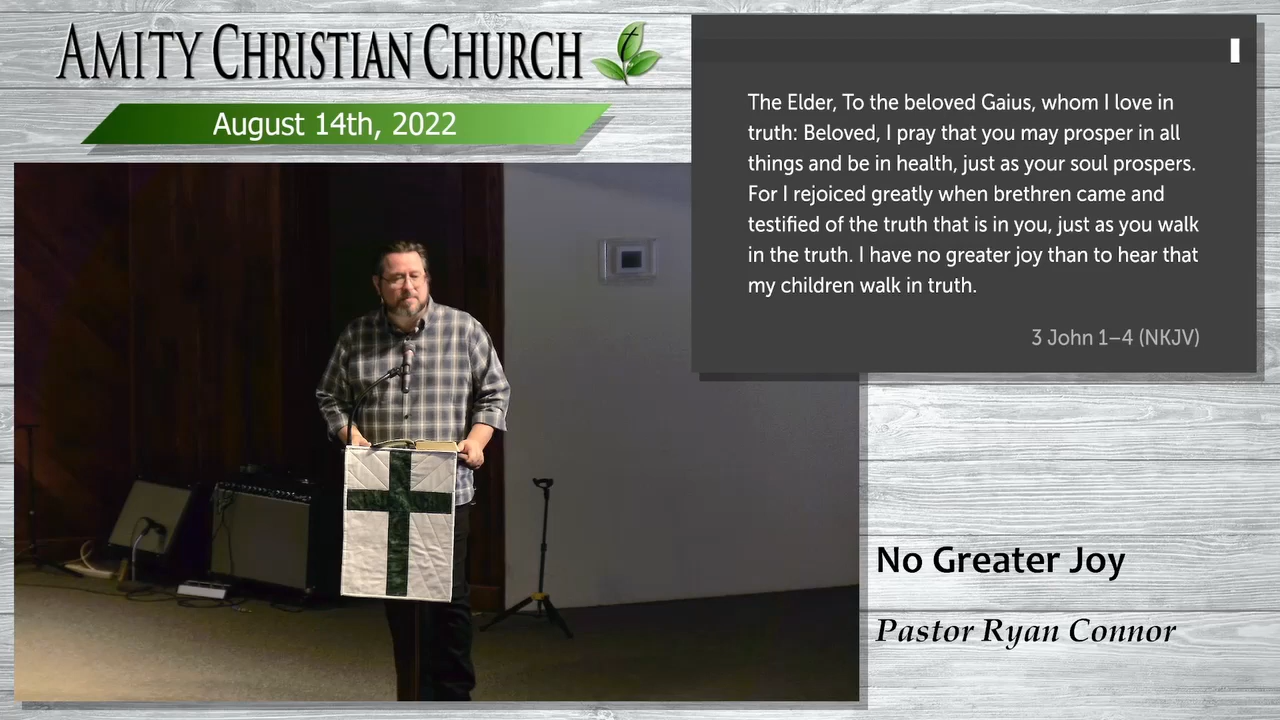 AMITY CHRISTIAN CHURCH
August 14th, 2022
The Elder, To the beloved Gaius, whom I love in
truth: Beloved, I pray that you may prosper in all
things and be in health, just as your soul prospers.
For I rejoiced greatly when brethren came and
testified of the truth that is in you, just as you walk
in the truth. I have no greater joy than to hear that
my children walk in truth.
3 John 1–4 (NKJV)
No Greater Joy
Pastor Ryan Connor